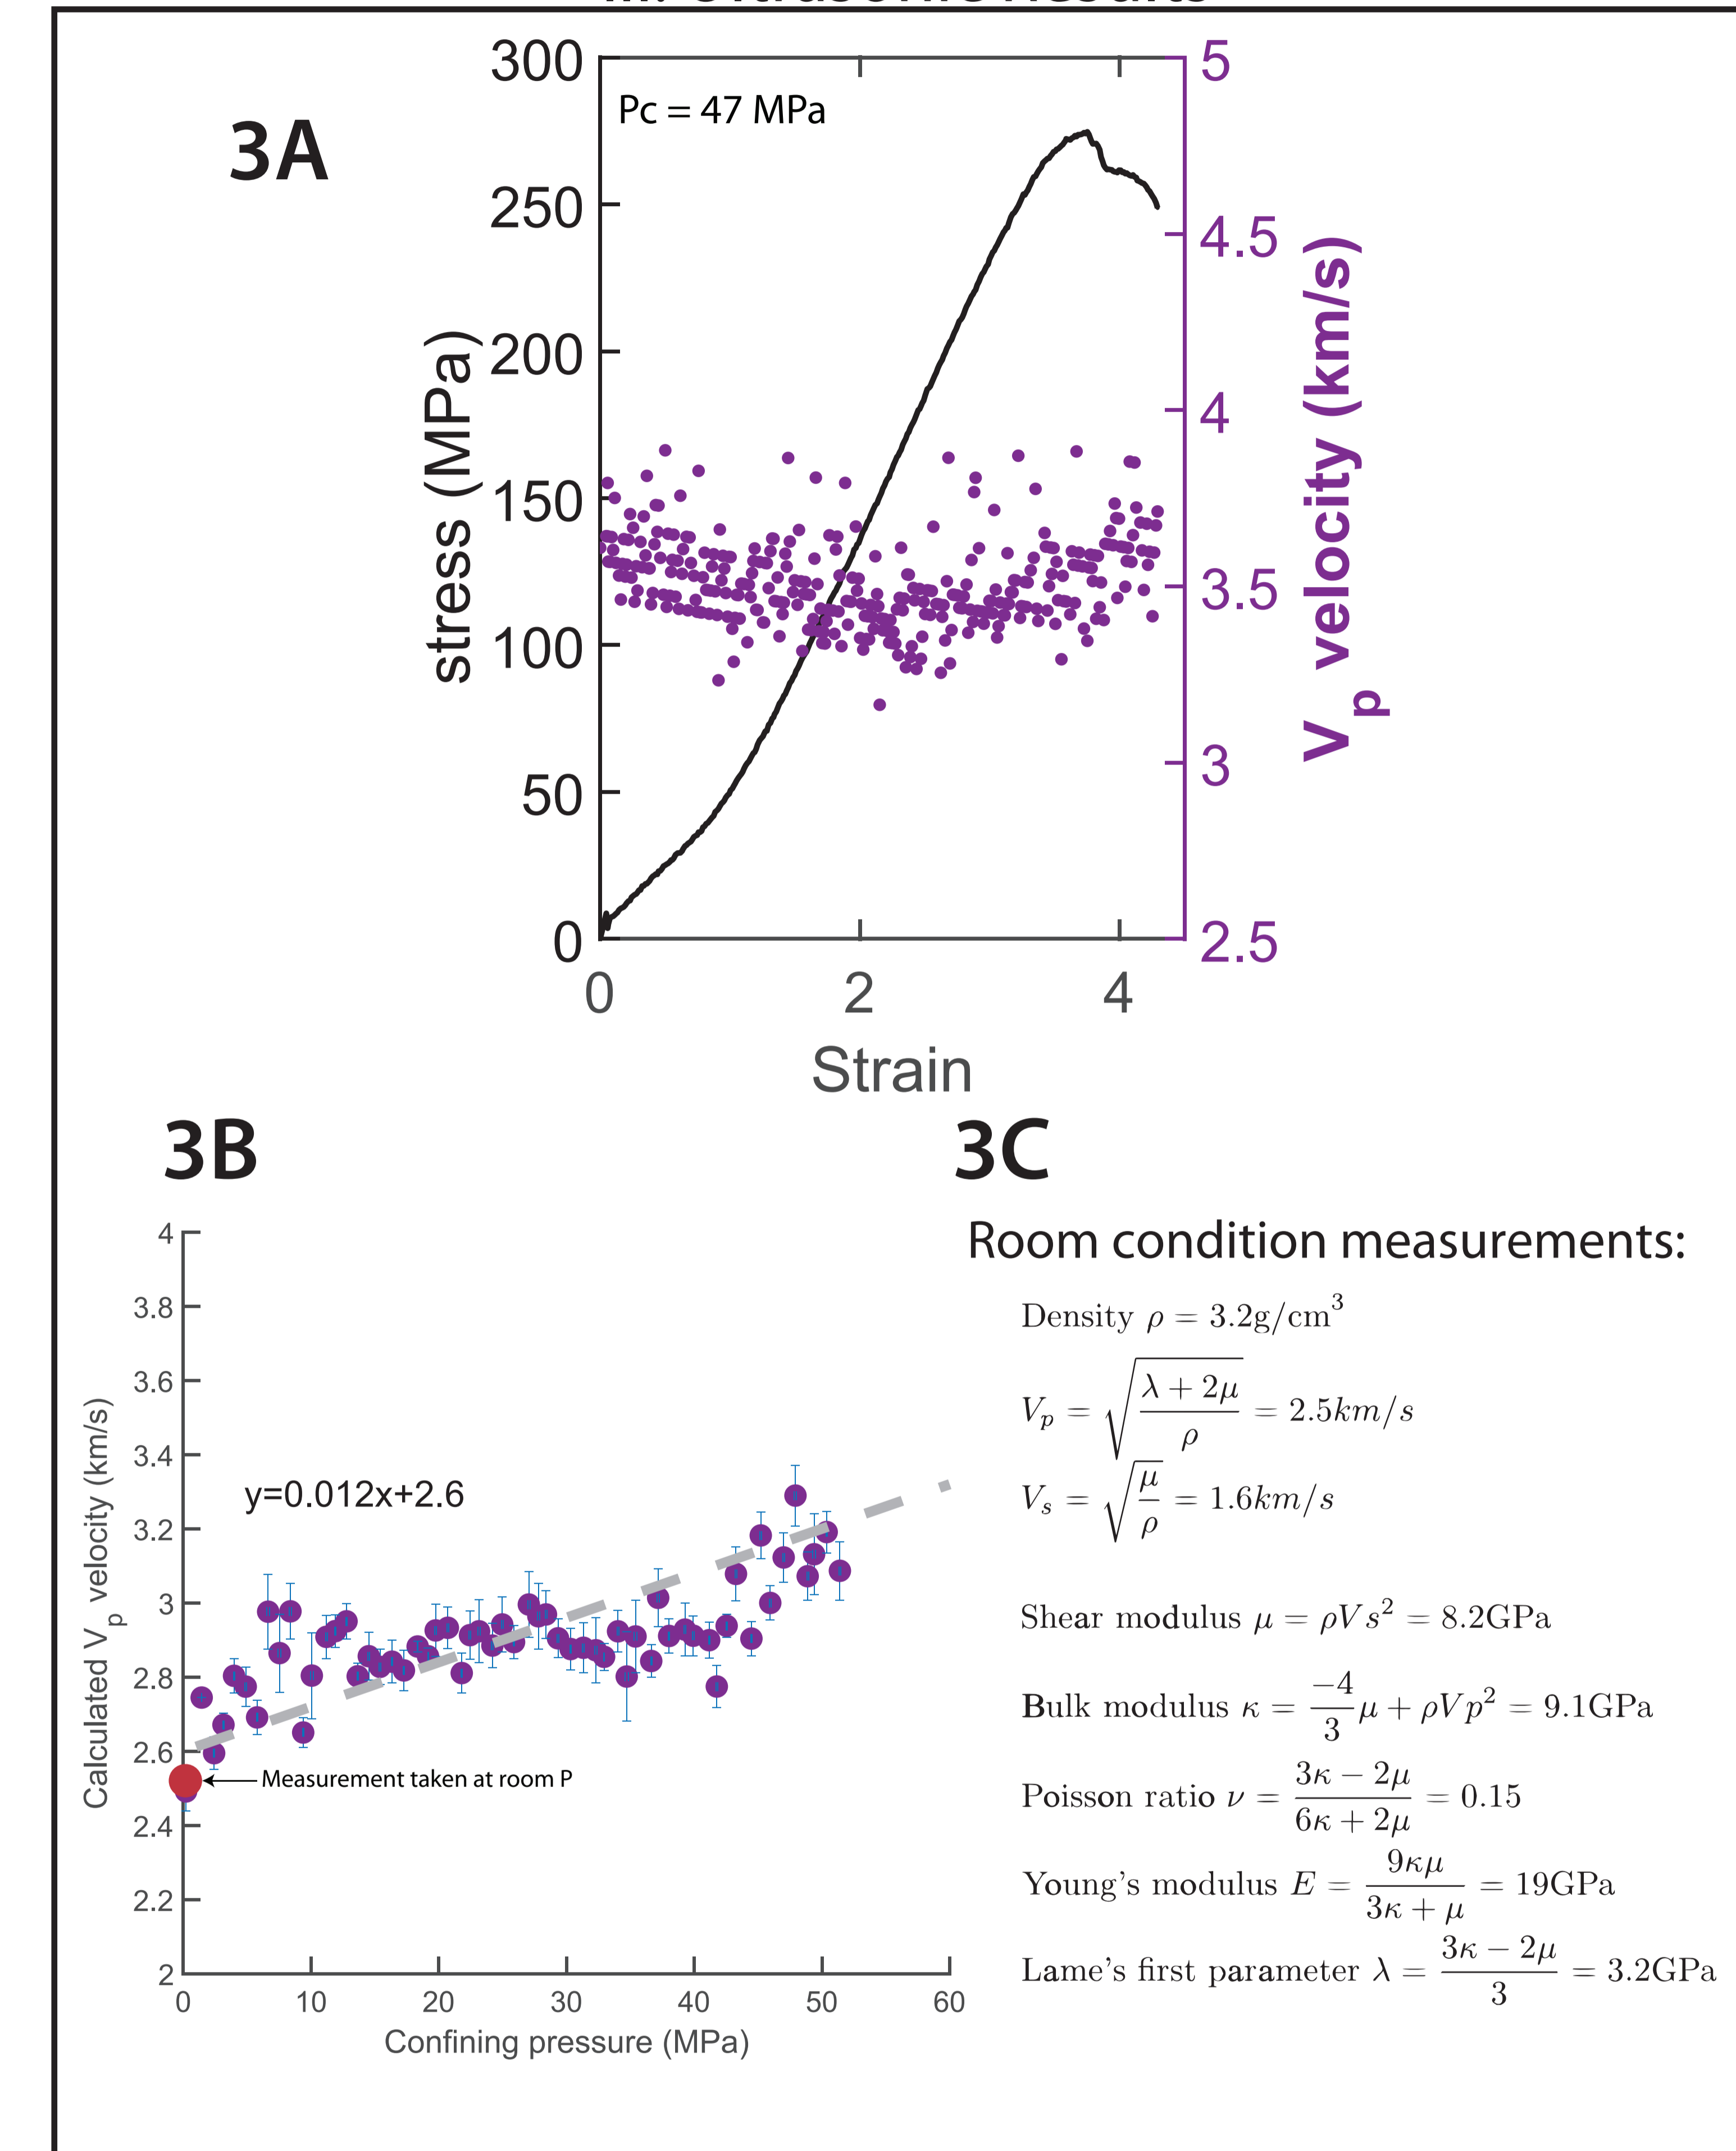 III. Ultrasonic Results
3A
Pc = 47 MPa
300
250
200
150
100
50
0
stress (MPa)
5
4.5
4
3.5
3
2.5
Vp velocity (km/s)
0 2 4
Strain
3B
4
3.8
3.6
3.4
3.2
3
2.8
2.6
2.4
2.2
2
Calculated Vp velocity (km/s)
y=0.012x+2.6
Measurement taken at room P
0 10 20 30 40 50 60
Confining pressure (MPa)
3C
Room condition measurements:
Density ρ = 3.2g/cm³
V_p = √((λ + 2μ)/ρ) = 2.5km/s
V_s = √(μ/ρ) = 1.6km/s
Shear modulus μ = ρVs² = 8.2GPa
Bulk modulus κ = (−4/3)μ + ρVp² = 9.1GPa
Poisson ratio ν = (3κ − 2μ)/(6κ + 2μ) = 0.15
Young's modulus E = 9κμ/(3κ + μ) = 19GPa
Lame's first parameter λ = (3κ − 2μ)/3 = 3.2GPa